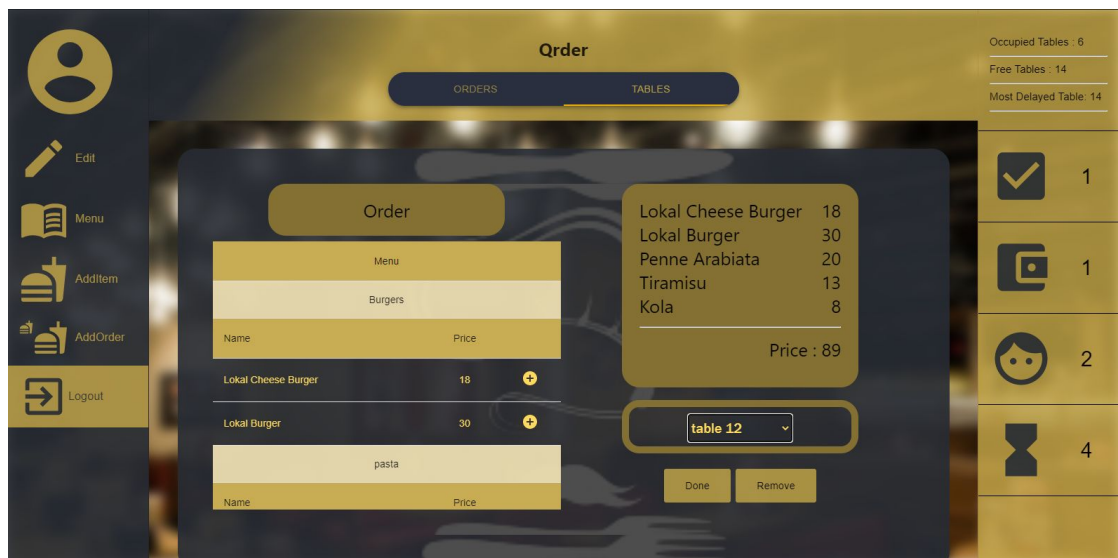 Qrder
ORDERS TABLES
Edit
Menu
AddItem
AddOrder
Logout
Order
Menu
Burgers
Name Price
Lokal Cheese Burger 18
Lokal Burger 30
pasta
Name Price
Lokal Cheese Burger 18
Lokal Burger 30
Penne Arabiata 20
Tiramisu 13
Kola 8
Price : 89
table 12
Done Remove
Occupied Tables : 6
Free Tables : 14
Most Delayed Table: 14
1
1
2
4